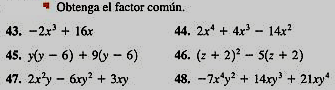 Obtenga el factor común.
43. −2x³ + 16x 44. 2x⁴ + 4x³ − 14x²
45. y(y − 6) + 9(y − 6) 46. (z + 2)² − 5(z + 2)
47. 2x²y − 6xy² + 3xy 48. −7x⁴y² + 14xy³ + 21xy⁴